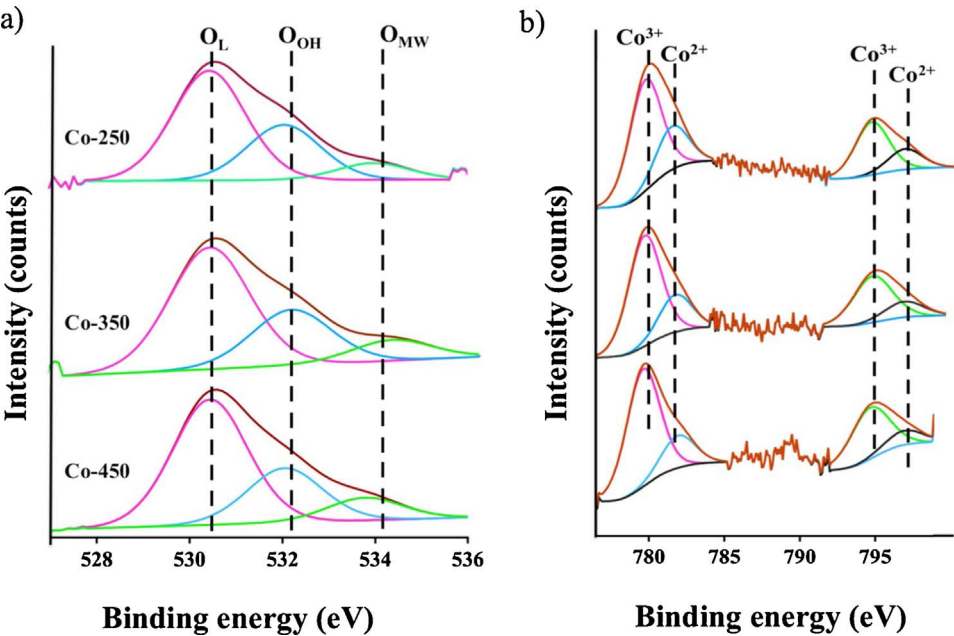 a)
O_L O_OH O_MW
Co-250
Co-350
Co-450
Intensity (counts)
528 530 532 534 536
Binding energy (eV)
b)
Co³⁺ Co²⁺ Co³⁺ Co²⁺
Intensity (counts)
780 785 790 795
Binding energy (eV)